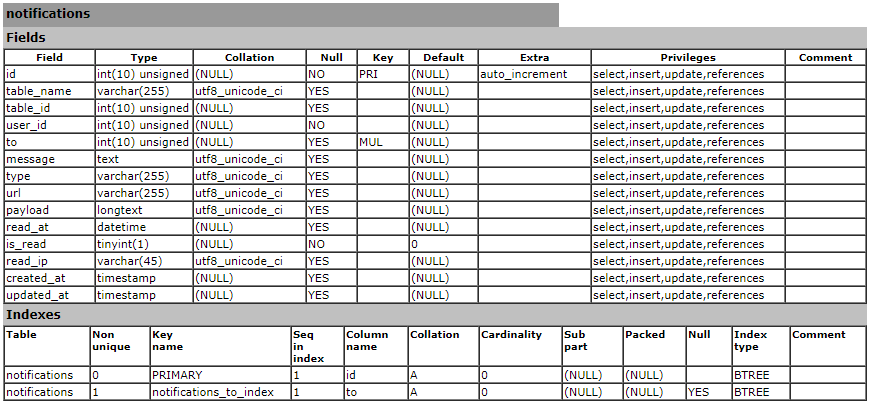 notifications
Fields
Field Type Collation Null Key Default Extra Privileges Comment
id int(10) unsigned (NULL) NO PRI (NULL) auto_increment select,insert,update,references
table_name varchar(255) utf8_unicode_ci YES (NULL) select,insert,update,references
table_id int(10) unsigned (NULL) YES (NULL) select,insert,update,references
user_id int(10) unsigned (NULL) NO (NULL) select,insert,update,references
to int(10) unsigned (NULL) YES MUL (NULL) select,insert,update,references
message text utf8_unicode_ci YES (NULL) select,insert,update,references
type varchar(255) utf8_unicode_ci YES (NULL) select,insert,update,references
url varchar(255) utf8_unicode_ci YES (NULL) select,insert,update,references
payload longtext utf8_unicode_ci YES (NULL) select,insert,update,references
read_at datetime (NULL) YES (NULL) select,insert,update,references
is_read tinyint(1) (NULL) NO 0 select,insert,update,references
read_ip varchar(45) utf8_unicode_ci YES (NULL) select,insert,update,references
created_at timestamp (NULL) YES (NULL) select,insert,update,references
updated_at timestamp (NULL) YES (NULL) select,insert,update,references
Indexes
Table Non unique Key name Seq in index Column name Collation Cardinality Sub part Packed Null Index type Comment
notifications 0 PRIMARY 1 id A 0 (NULL) (NULL) BTREE
notifications 1 notifications_to_index 1 to A 0 (NULL) (NULL) YES BTREE